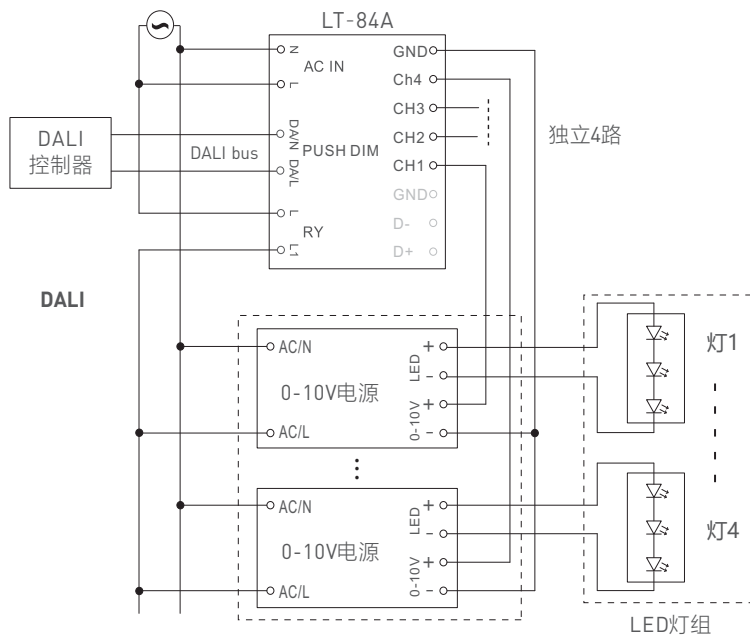 LT-84A
N
AC IN
L
DA/N
PUSH DIM
DA/L
L
RY
L1
GND
Ch4
CH3
CH2
CH1
GND
D-
D+
DALI
控制器
DALI bus
独立4路
DALI
AC/N
0-10V电源
AC/L
+
LED
-
+
0-10V
-
灯1
AC/N
0-10V电源
AC/L
+
LED
-
+
0-10V
-
灯4
LED灯组